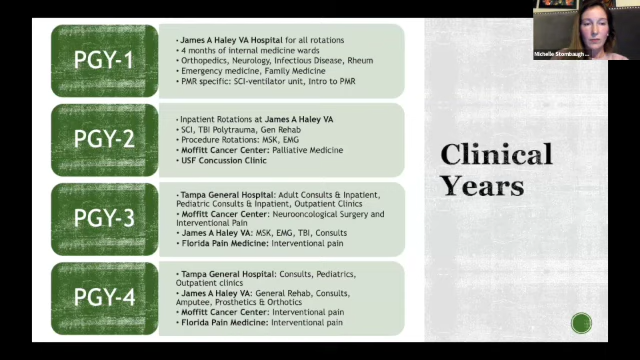 PGY-1
• James A Haley VA Hospital for all rotations
• 4 months of internal medicine wards
• Orthopedics, Neurology, Infectious Disease, Rheum
• Emergency medicine, Family Medicine
• PMR specific: SCI-ventilator unit, Intro to PMR
PGY-2
• Inpatient Rotations at James A Haley VA
• SCI, TBI Polytrauma, Gen Rehab
• Procedure Rotations: MSK, EMG
• Moffitt Cancer Center: Palliative Medicine
• USF Concussion Clinic
PGY-3
• Tampa General Hospital: Adult Consults & Inpatient,
Pediatric Consults & Inpatient, Outpatient Clinics
• Moffitt Cancer Center: Neurooncological Surgery and
Interventional Pain
• James A Haley VA: MSK, EMG, TBI, Consults
• Florida Pain Medicine: Interventional pain
PGY-4
• Tampa General Hospital: Consults, Pediatrics,
Outpatient clinics
• James A Haley VA: General Rehab, Consults,
Amputee, Prosthetics & Orthotics
• Moffitt Cancer Center: Interventional pain
• Florida Pain Medicine: Interventional pain
Clinical
Years
Michelle Stombaugh